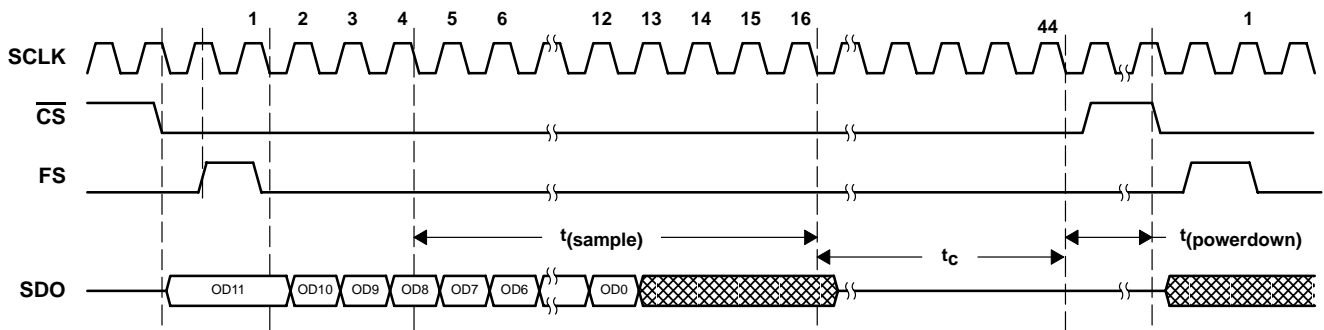 1 2 3 4 5 6 12 13 14 15 16 44 1
SCLK
CS
FS
t(sample) t(powerdown)
tC
SDO OD11 OD10 OD9 OD8 OD7 OD6 OD0